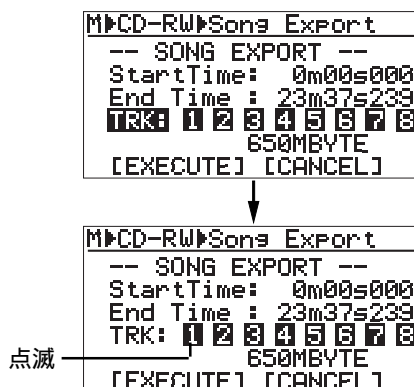 M▶CD-RW▶Song Export
-- SONG EXPORT --
StartTime: 0m00s000
End Time : 23m37s239
TRK: 1 2 3 4 5 6 7 8
650MBYTE
[EXECUTE] [CANCEL]
M▶CD-RW▶Song Export
-- SONG EXPORT --
StartTime: 0m00s000
End Time : 23m37s239
TRK: 1 2 3 4 5 6 7 8
点滅
650MBYTE
[EXECUTE] [CANCEL]